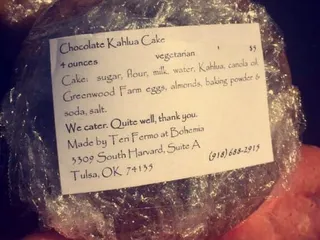 Chocolate Kahlua Cake
4 ounces vegetarian $5
Cake: sugar, flour, milk, water, Kahlua, canola oil,
Greenwood Farm eggs, almonds, baking powder &
soda, salt.
We cater. Quite well, thank you.
Made by Ten Fermo at Bohemia
3309 South Harvard, Suite A
Tulsa, OK 74135 (918) 688-2913